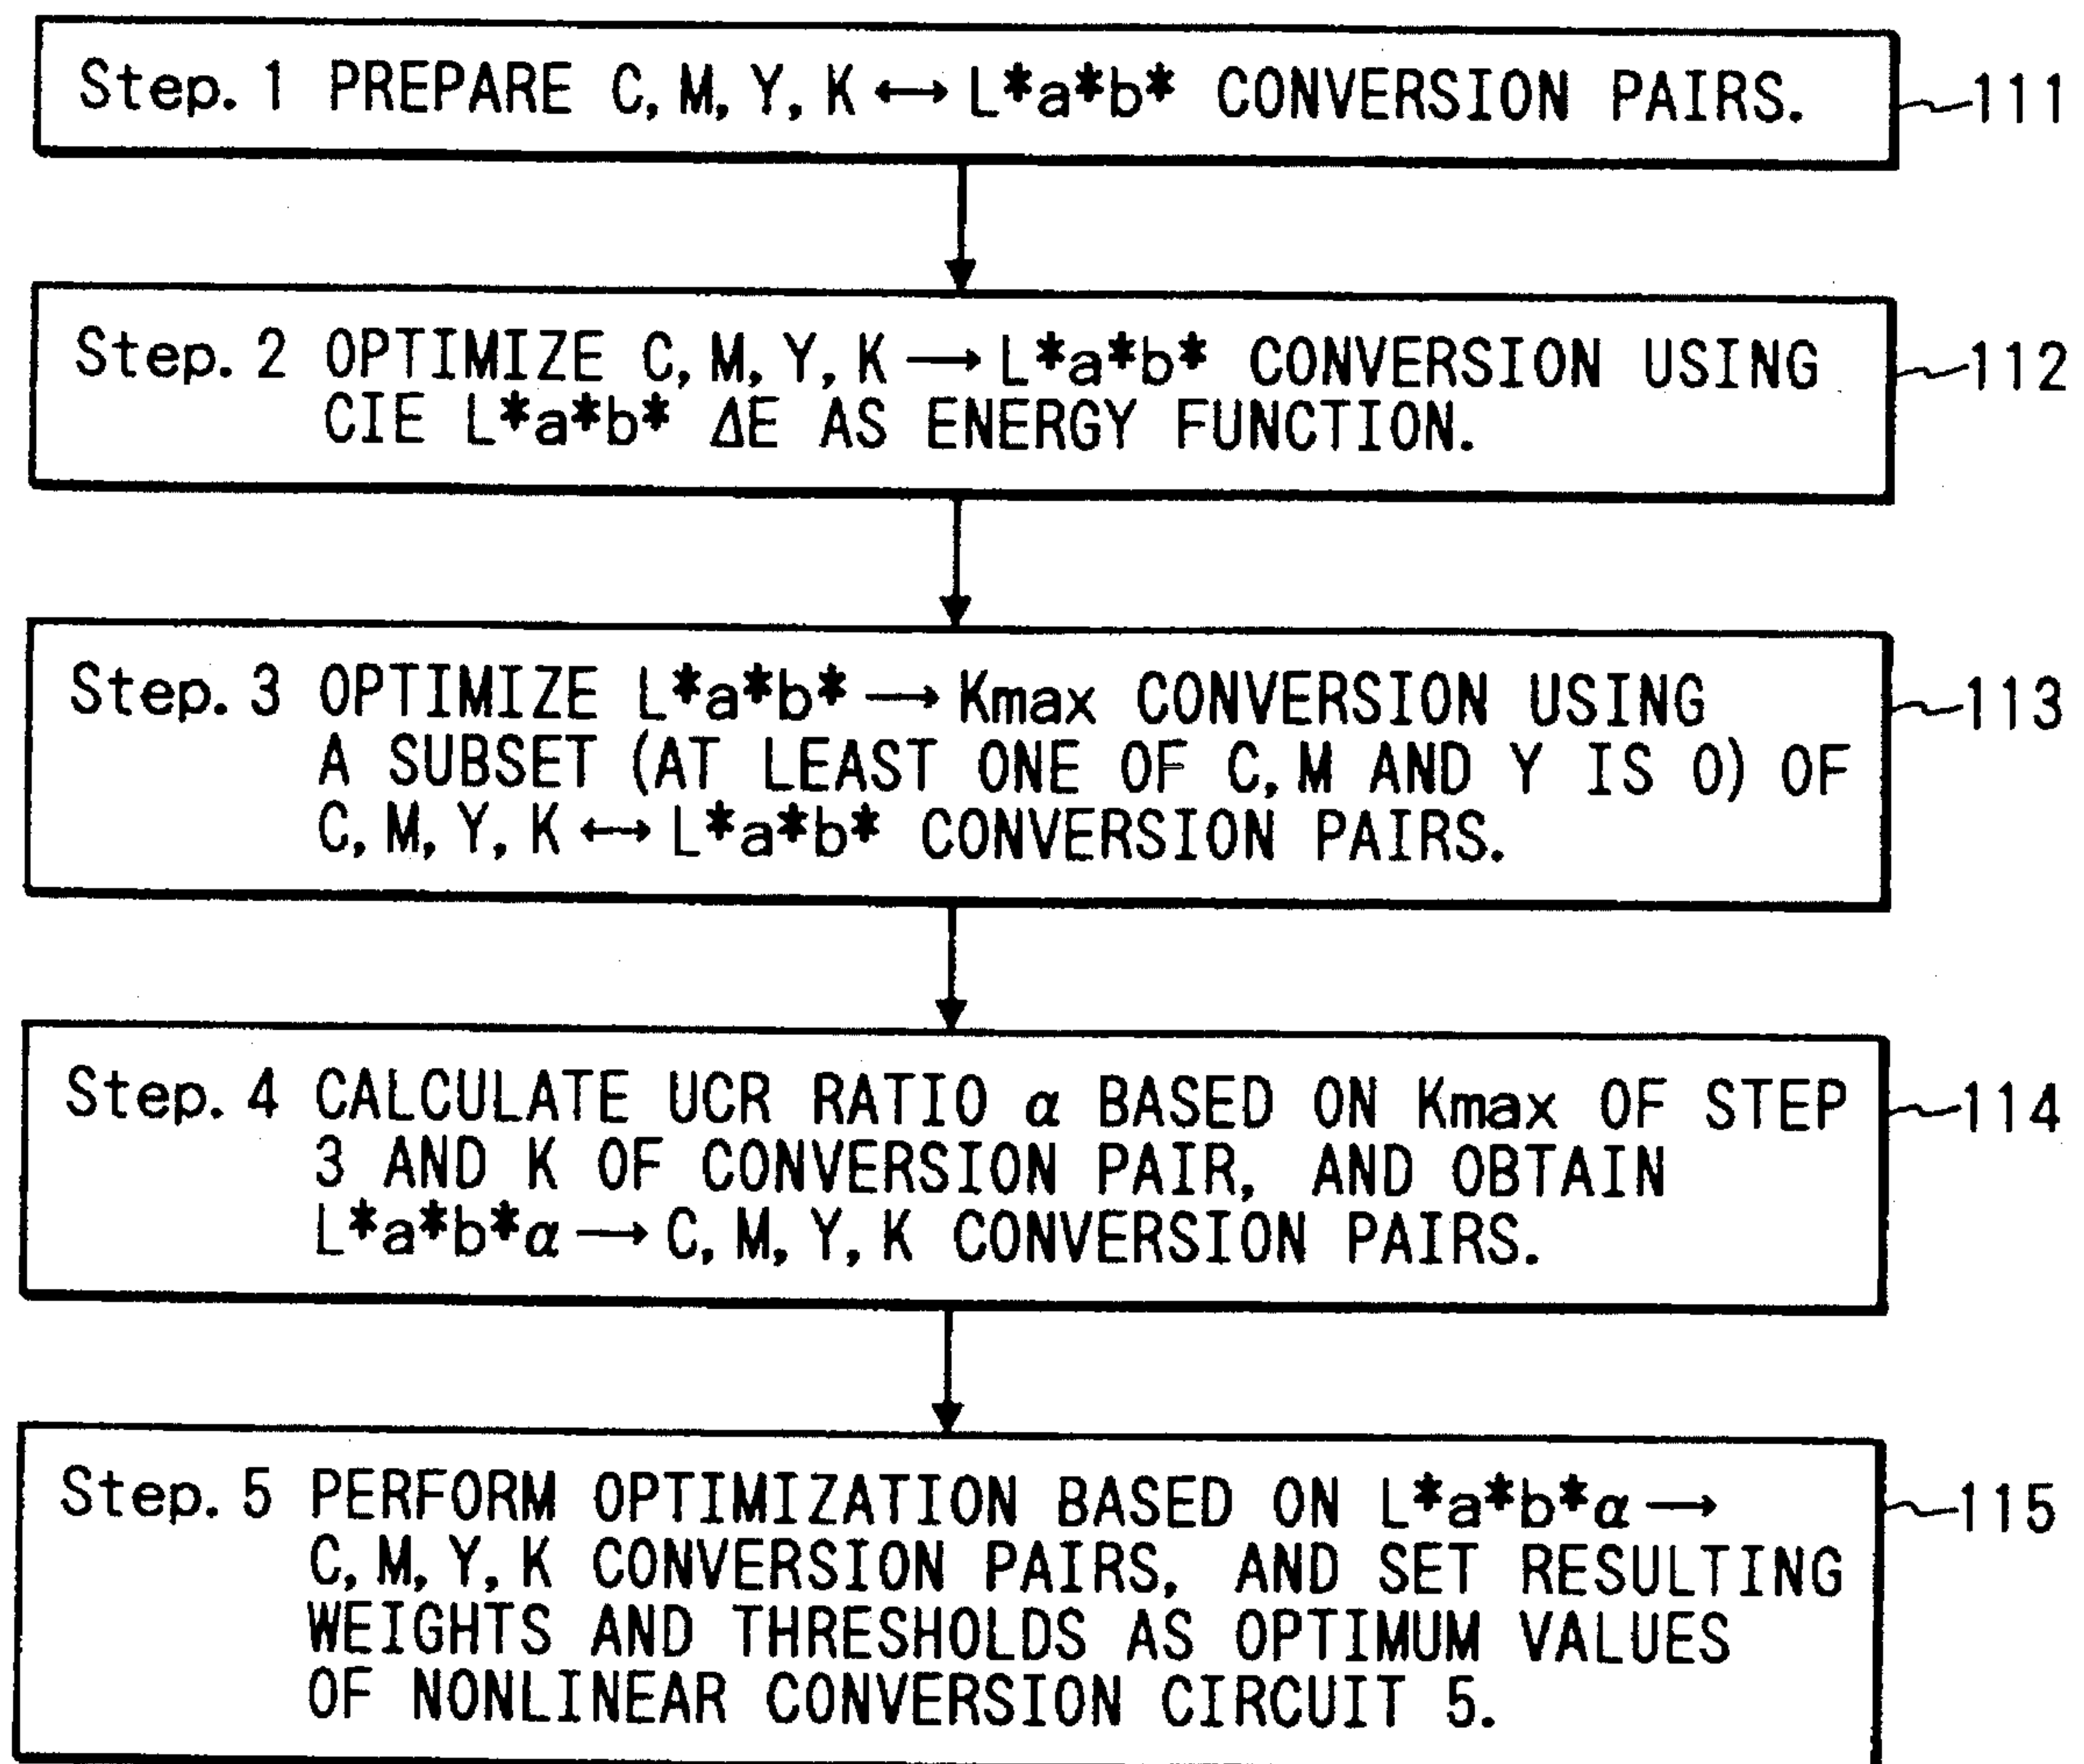 Step. 1 PREPARE C, M, Y, K ↔ L*a*b* CONVERSION PAIRS.
111
Step. 2 OPTIMIZE C, M, Y, K → L*a*b* CONVERSION USING
CIE L*a*b* ΔE AS ENERGY FUNCTION.
112
Step. 3 OPTIMIZE L*a*b* → Kmax CONVERSION USING
A SUBSET (AT LEAST ONE OF C, M AND Y IS 0) OF
C, M, Y, K ↔ L*a*b* CONVERSION PAIRS.
113
Step. 4 CALCULATE UCR RATIO α BASED ON Kmax OF STEP
3 AND K OF CONVERSION PAIR, AND OBTAIN
L*a*b*α → C, M, Y, K CONVERSION PAIRS.
114
Step. 5 PERFORM OPTIMIZATION BASED ON L*a*b*α →
C, M, Y, K CONVERSION PAIRS, AND SET RESULTING
WEIGHTS AND THRESHOLDS AS OPTIMUM VALUES
OF NONLINEAR CONVERSION CIRCUIT 5.
115